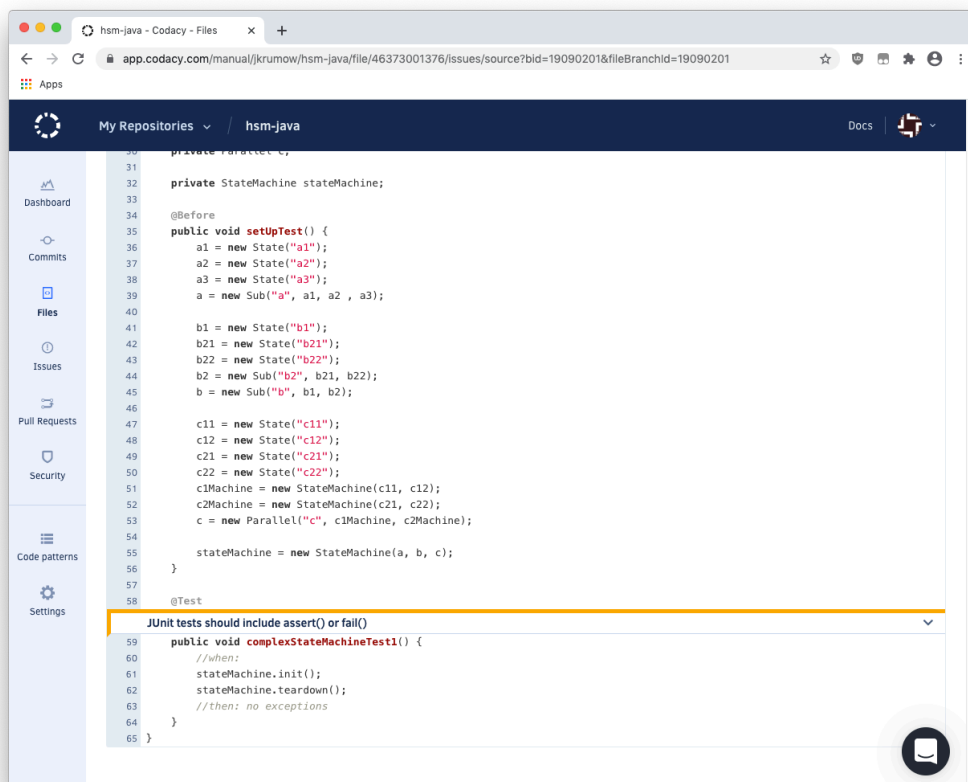 hsm-java - Codacy - Files
app.codacy.com/manual/jkrumow/hsm-java/file/46373001376/issues/source?bid=19090201&fileBranchId=19090201
Apps
My Repositories / hsm-java Docs
Dashboard
Commits
Files
Issues
Pull Requests
Security
Code patterns
Settings
30 private Parallel c;
31
32 private StateMachine stateMachine;
33
34 @Before
35 public void setUpTest() {
36 a1 = new State("a1");
37 a2 = new State("a2");
38 a3 = new State("a3");
39 a = new Sub("a", a1, a2 , a3);
40
41 b1 = new State("b1");
42 b21 = new State("b21");
43 b22 = new State("b22");
44 b2 = new Sub("b2", b21, b22);
45 b = new Sub("b", b1, b2);
46
47 c11 = new State("c11");
48 c12 = new State("c12");
49 c21 = new State("c21");
50 c22 = new State("c22");
51 c1Machine = new StateMachine(c11, c12);
52 c2Machine = new StateMachine(c21, c22);
53 c = new Parallel("c", c1Machine, c2Machine);
54
55 stateMachine = new StateMachine(a, b, c);
56 }
57
58 @Test
JUnit tests should include assert() or fail()
59 public void complexStateMachineTest1() {
60 //when:
61 stateMachine.init();
62 stateMachine.teardown();
63 //then: no exceptions
64 }
65 }